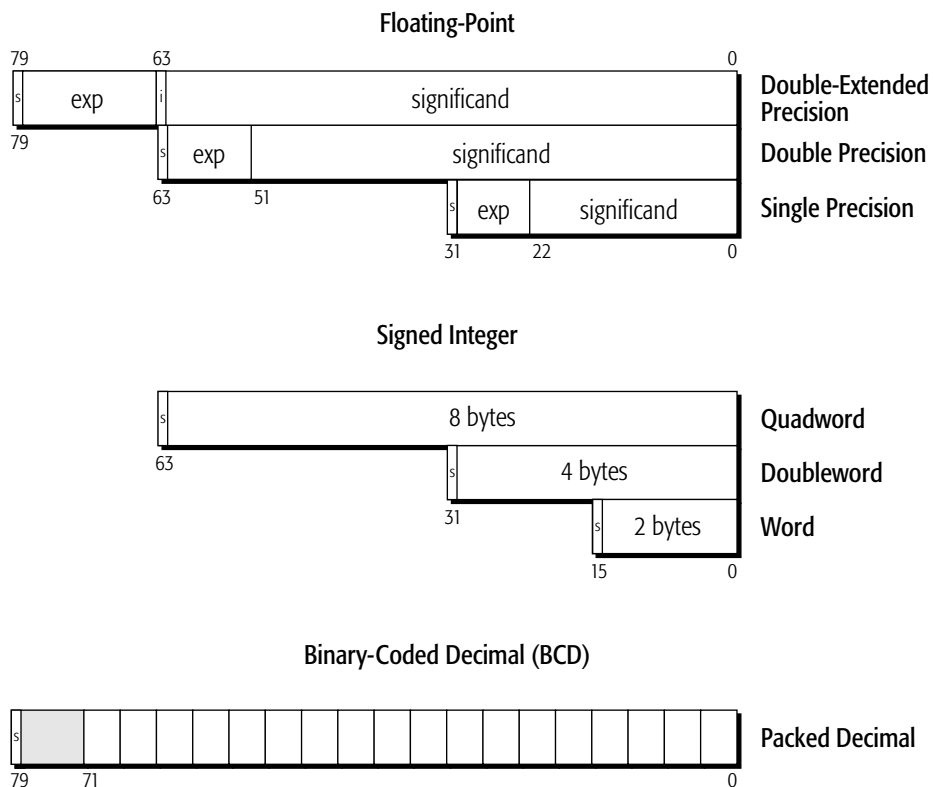 Floating-Point
79 63 0
s exp i significand Double-Extended
Precision
79 s exp significand Double Precision
63 51 s exp significand Single Precision
31 22 0
Signed Integer
s 8 bytes Quadword
63 s 4 bytes Doubleword
31 s 2 bytes Word
15 0
Binary-Coded Decimal (BCD)
s Packed Decimal
79 71 0